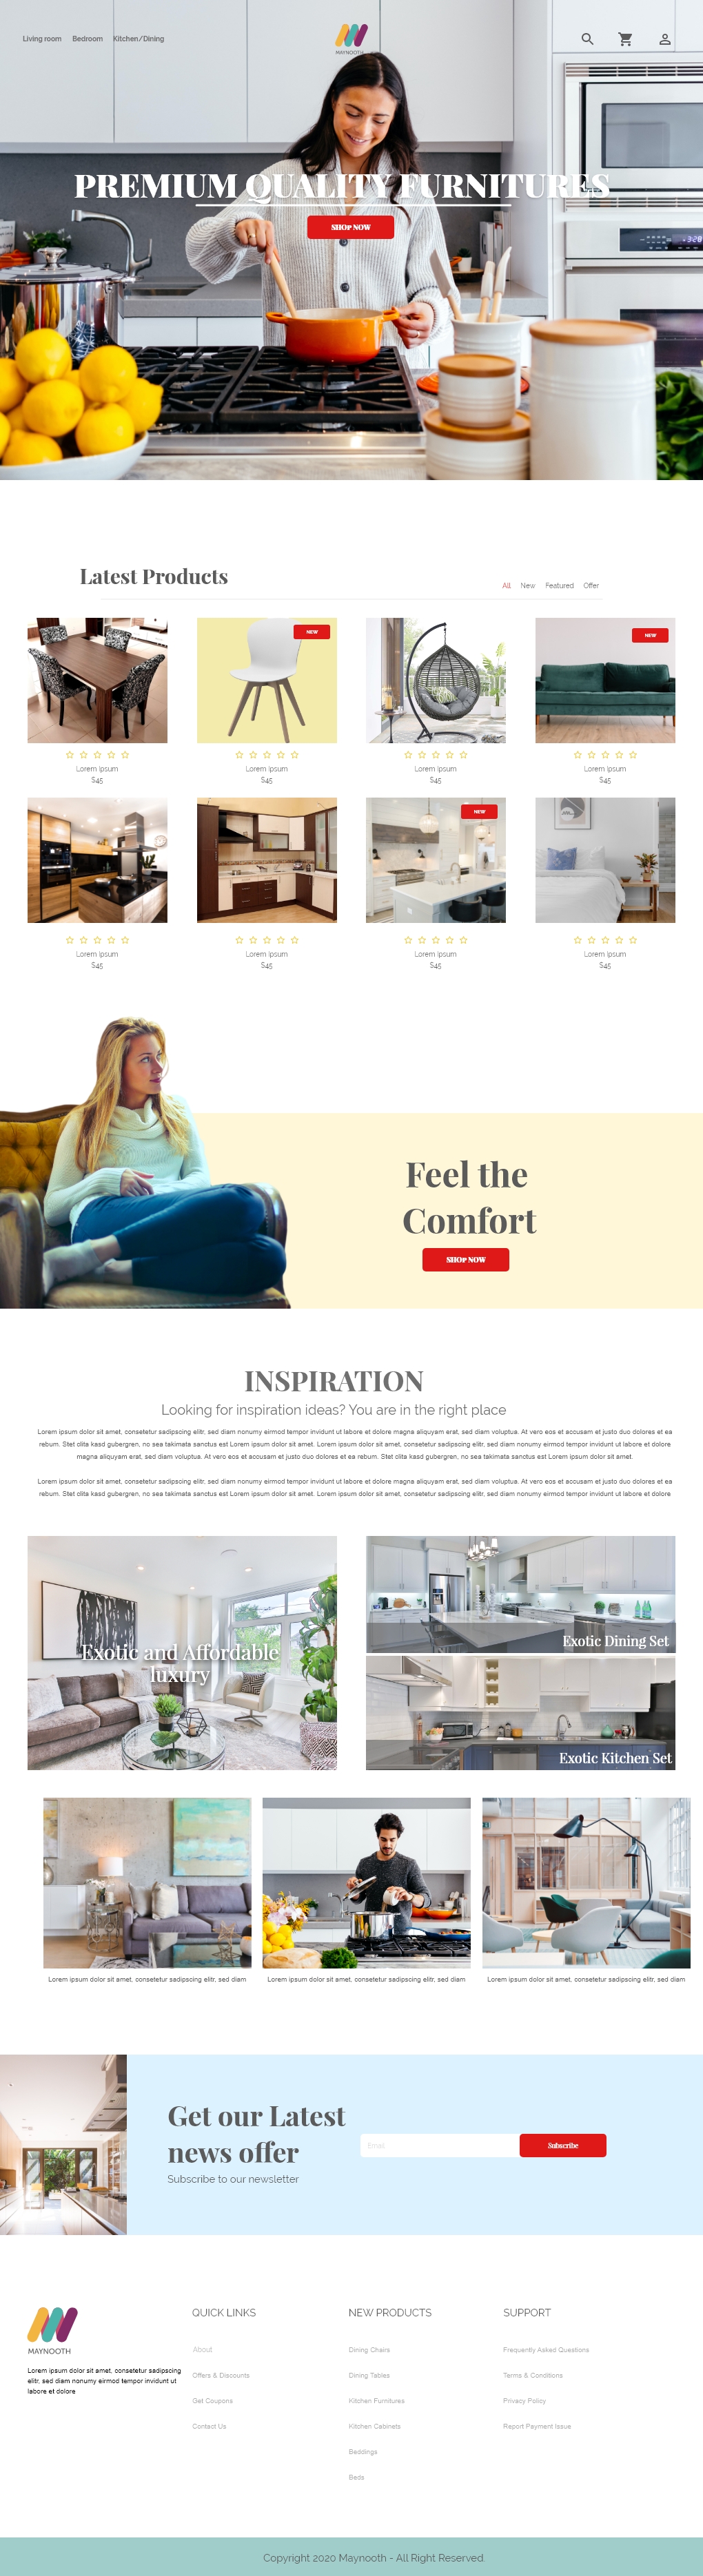 Living room Bedroom Kitchen/Dining
MAYNOOTH
PREMIUM QUALITY FURNITURES
SHOP NOW
Latest Products
All New Featured Offer
NEW
NEW
Lorem Ipsum
$45
Lorem Ipsum
$45
Lorem Ipsum
$45
Lorem Ipsum
$45
NEW
Lorem Ipsum
$45
Lorem Ipsum
$45
Lorem Ipsum
$45
Lorem Ipsum
$45
Feel the
Comfort
SHOP NOW
INSPIRATION
Looking for inspiration ideas? You are in the right place
Lorem ipsum dolor sit amet, consetetur sadipscing elitr, sed diam nonumy eirmod tempor invidunt ut labore et dolore magna aliquyam erat, sed diam voluptua. At vero eos et accusam et justo duo dolores et ea
rebum. Stet clita kasd gubergren, no sea takimata sanctus est Lorem ipsum dolor sit amet. Lorem ipsum dolor sit amet, consetetur sadipscing elitr, sed diam nonumy eirmod tempor invidunt ut labore et dolore
magna aliquyam erat, sed diam voluptua. At vero eos et accusam et justo duo dolores et ea rebum. Stet clita kasd gubergren, no sea takimata sanctus est Lorem ipsum dolor sit amet.
Lorem ipsum dolor sit amet, consetetur sadipscing elitr, sed diam nonumy eirmod tempor invidunt ut labore et dolore magna aliquyam erat, sed diam voluptua. At vero eos et accusam et justo duo dolores et ea
rebum. Stet clita kasd gubergren, no sea takimata sanctus est Lorem ipsum dolor sit amet. Lorem ipsum dolor sit amet, consetetur sadipscing elitr, sed diam nonumy eirmod tempor invidunt ut labore et dolore
Exotic and Affordable
luxury
Exotic Dining Set
Exotic Kitchen Set
Lorem ipsum dolor sit amet, consetetur sadipscing elitr, sed diam
Lorem ipsum dolor sit amet, consetetur sadipscing elitr, sed diam
Lorem ipsum dolor sit amet, consetetur sadipscing elitr, sed diam
Get our Latest
news offer
Subscribe to our newsletter
Email
Subscribe
MAYNOOTH
Lorem ipsum dolor sit amet, consetetur sadipscing
elitr, sed diam nonumy eirmod tempor invidunt ut
labore et dolore
QUICK LINKS
About
Offers & Discounts
Get Coupons
Contact Us
NEW PRODUCTS
Dining Chairs
Dining Tables
Kitchen Furnitures
Kitchen Cabinets
Beddings
Beds
SUPPORT
Frequently Asked Questions
Terms & Conditions
Privacy Policy
Report Payment Issue
Copyright 2020 Maynooth - All Right Reserved.